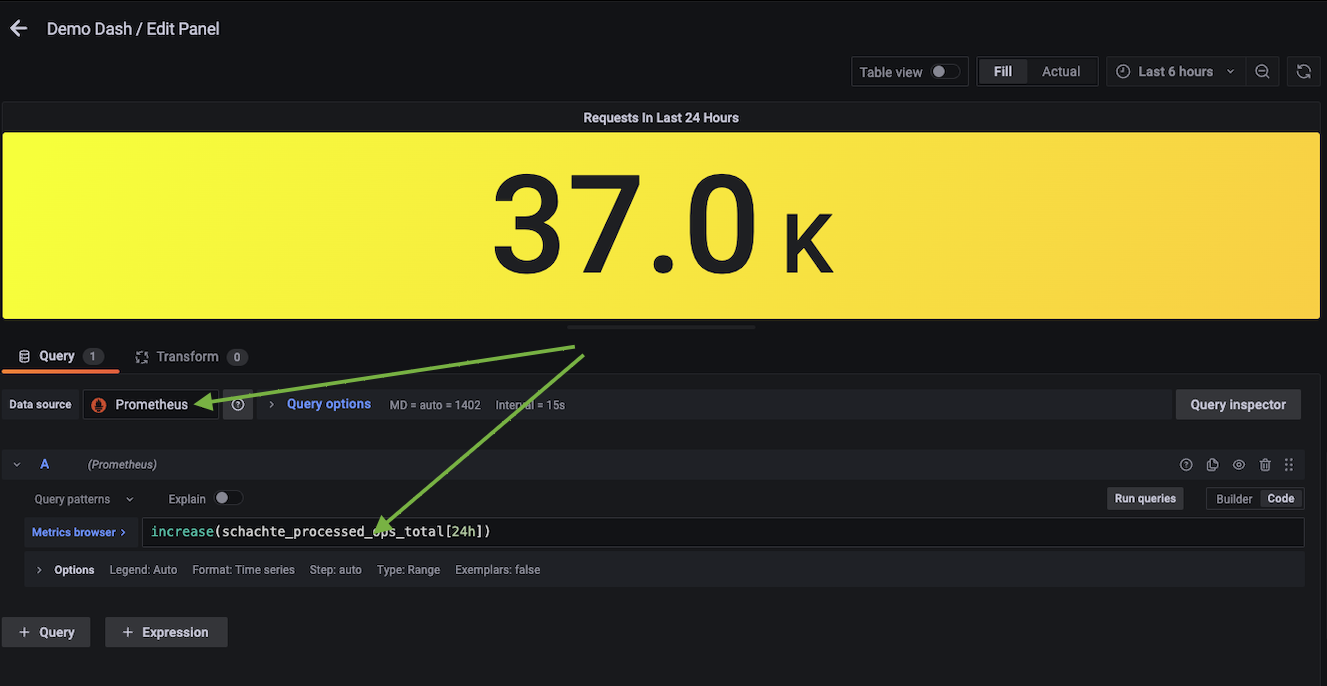 Demo Dash / Edit Panel
Table view Fill Actual Last 6 hours
Requests In Last 24 Hours
37.0 K
Query 1 Transform 0
Data source Prometheus Query options MD = auto = 1402 Interval = 15s Query inspector
A (Prometheus)
Query patterns Explain Run queries Builder Code
Metrics browser > increase(schachte_processed_ops_total[24h])
> Options Legend: Auto Format: Time series Step: auto Type: Range Exemplars: false
+ Query + Expression